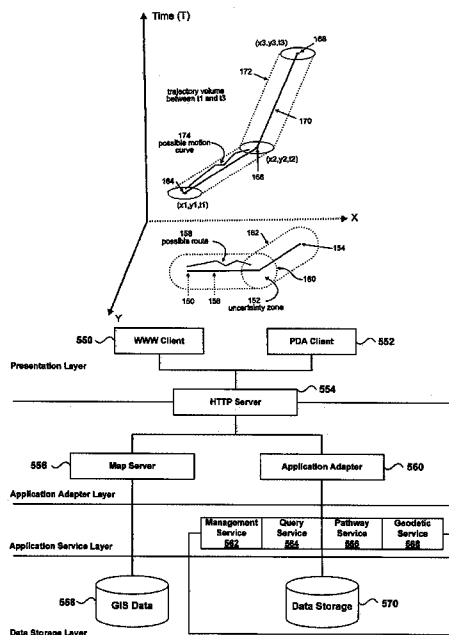 Time (T)
(x3,y3,t3)
168
172
trajectory volume
between t1 and t3
170
174
possible motion
curve
164
166
(x2,y2,t2)
(x1,y1,t1)
X
158
possible route
162
154
160
150
156
152
uncertainty zone
Y
550
WWW Client
PDA Client
552
Presentation Layer
554
HTTP Server
556
Map Server
Application Adapter
560
Application Adapter Layer
Management
Service
562
Query
Service
564
Pathway
Service
566
Geodetic
Service
568
Application Service Layer
558
GIS Data
Data Storage
570
Data Storage Layer